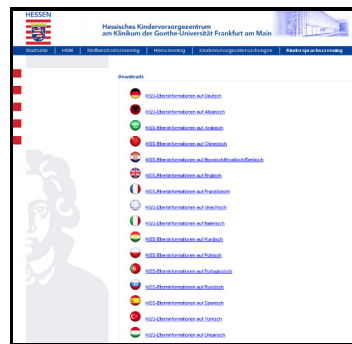 HESSEN
Hessisches Kindervorsorgezentrum
am Klinikum der Goethe-Universität Frankfurt am Main
Startseite | HSM | Stoffwechselscreening | Hörscreening | Kindervorsorgeuntersuchungen | Kindersprachscreening
Downloads
KiSS-Elterninformationen auf Deutsch
KiSS-Elterninformationen auf Albanisch
KiSS-Elterninformationen auf Arabisch
KiSS-Elterninformationen auf Chinesisch
KiSS-Elterninformationen auf Bosnisch/Kroatisch/Serbisch
KiSS-Elterninformationen auf Englisch
KiSS-Elterninformationen auf Französisch
KiSS-Elterninformationen auf Griechisch
KiSS-Elterninformationen auf Italienisch
KiSS-Elterninformationen auf Kurdisch
KiSS-Elterninformationen auf Polnisch
KiSS-Elterninformationen auf Portugiesisch
KiSS-Elterninformationen auf Russisch
KiSS-Elterninformationen auf Spanisch
KiSS-Elterninformationen auf Türkisch
KiSS-Elterninformationen auf Ungarisch